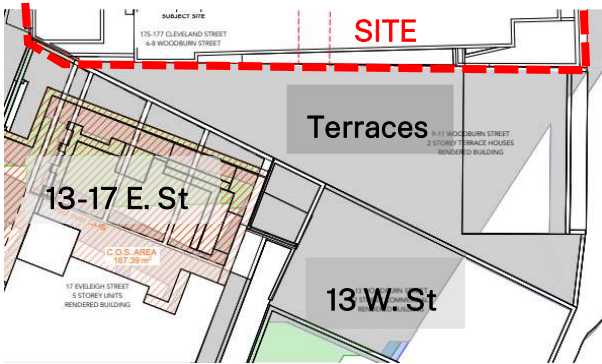 SUBJECT SITE
175-177 CLEVELAND STREET
6-8 WOODBURN STREET
SITE
Terraces
9-11 WOODBURN STREET
2 STOREY TERRACE HOUSES
RENDERED BUILDING
13-17 E. St
C.O.S. AREA
167.39 m²
17 EVELEIGH STREET
5 STOREY UNITS
RENDERED BUILDING
13 W. St